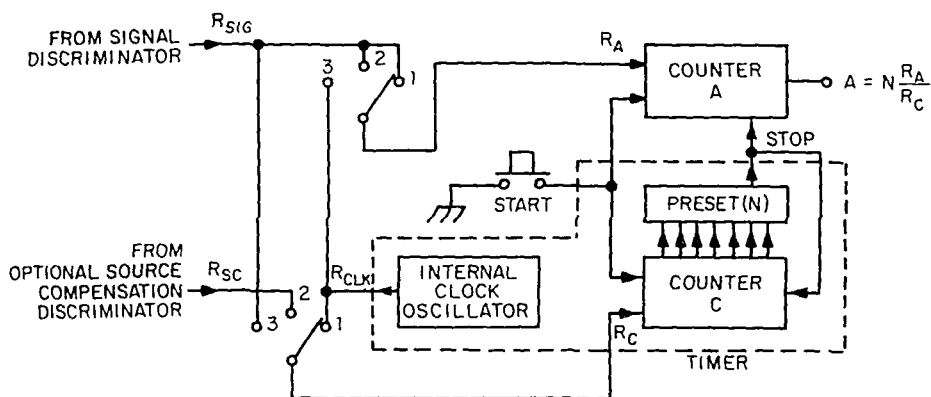 FROM SIGNAL
DISCRIMINATOR
R_SIG
2
1
3
R_A
COUNTER
A
A = N R_A/R_C
STOP
START
PRESET (N)
FROM
OPTIONAL SOURCE
COMPENSATION
DISCRIMINATOR
R_SC
2
3
1
R_CLK
INTERNAL
CLOCK
OSCILLATOR
COUNTER
C
R_C
TIMER